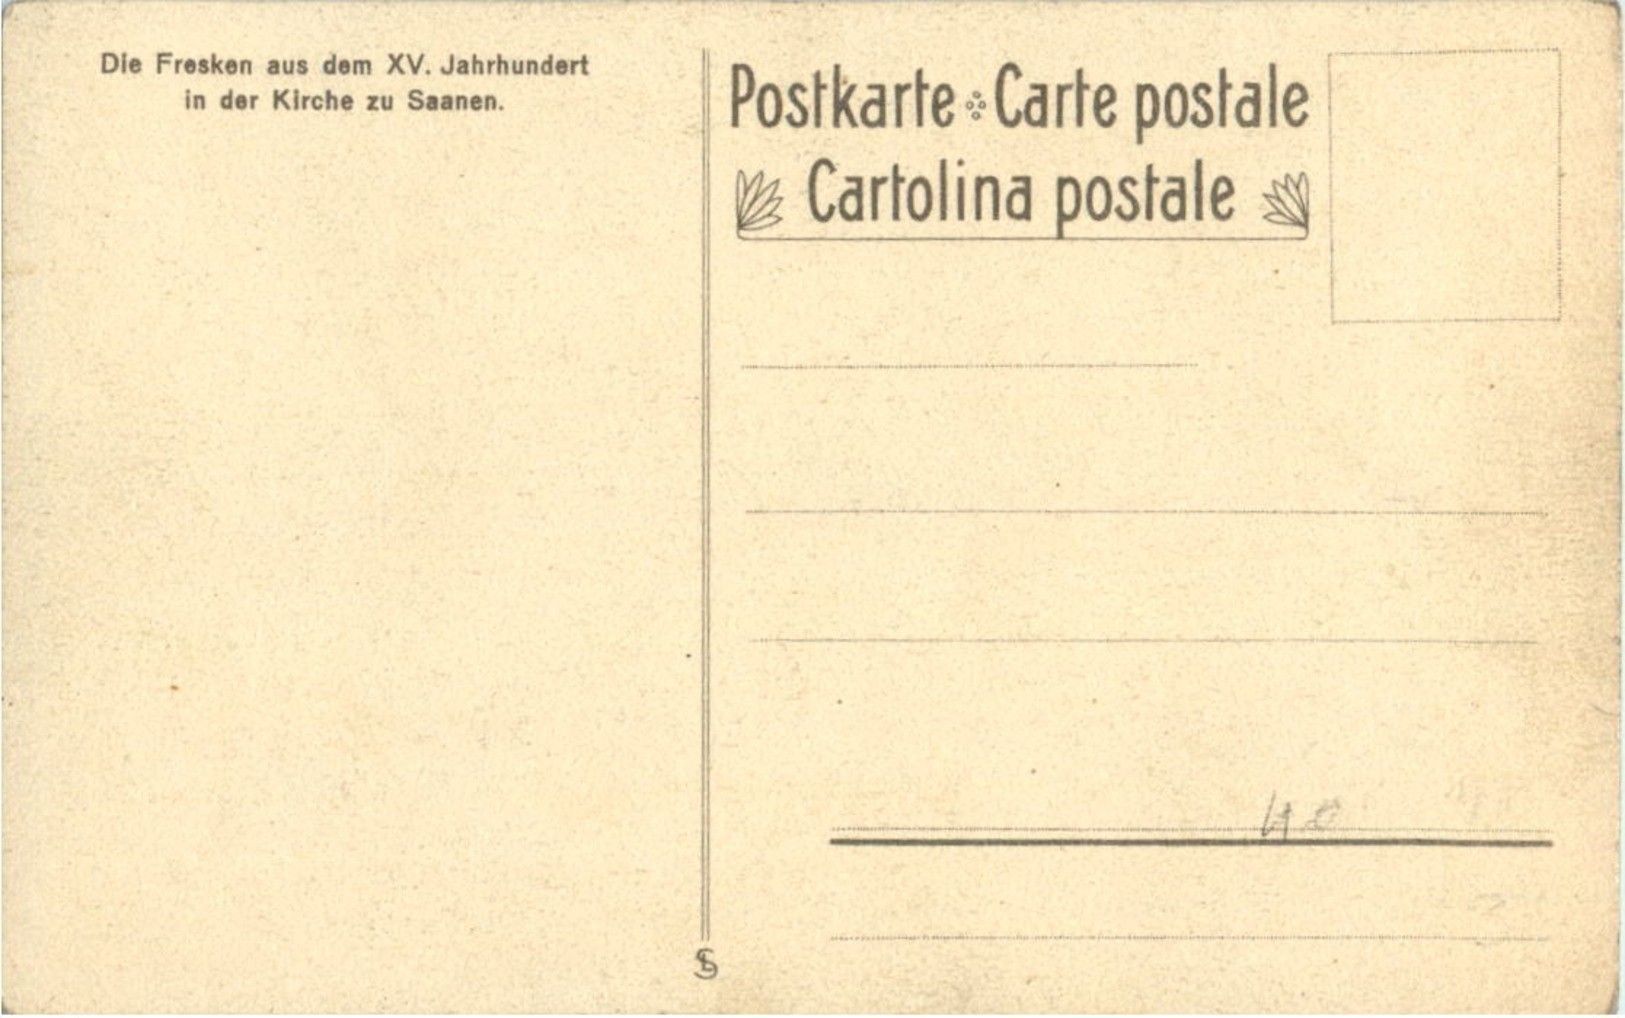 Die Fresken aus dem XV. Jahrhundert
in der Kirche zu Saanen.
Postkarte Carte postale
Cartolina postale